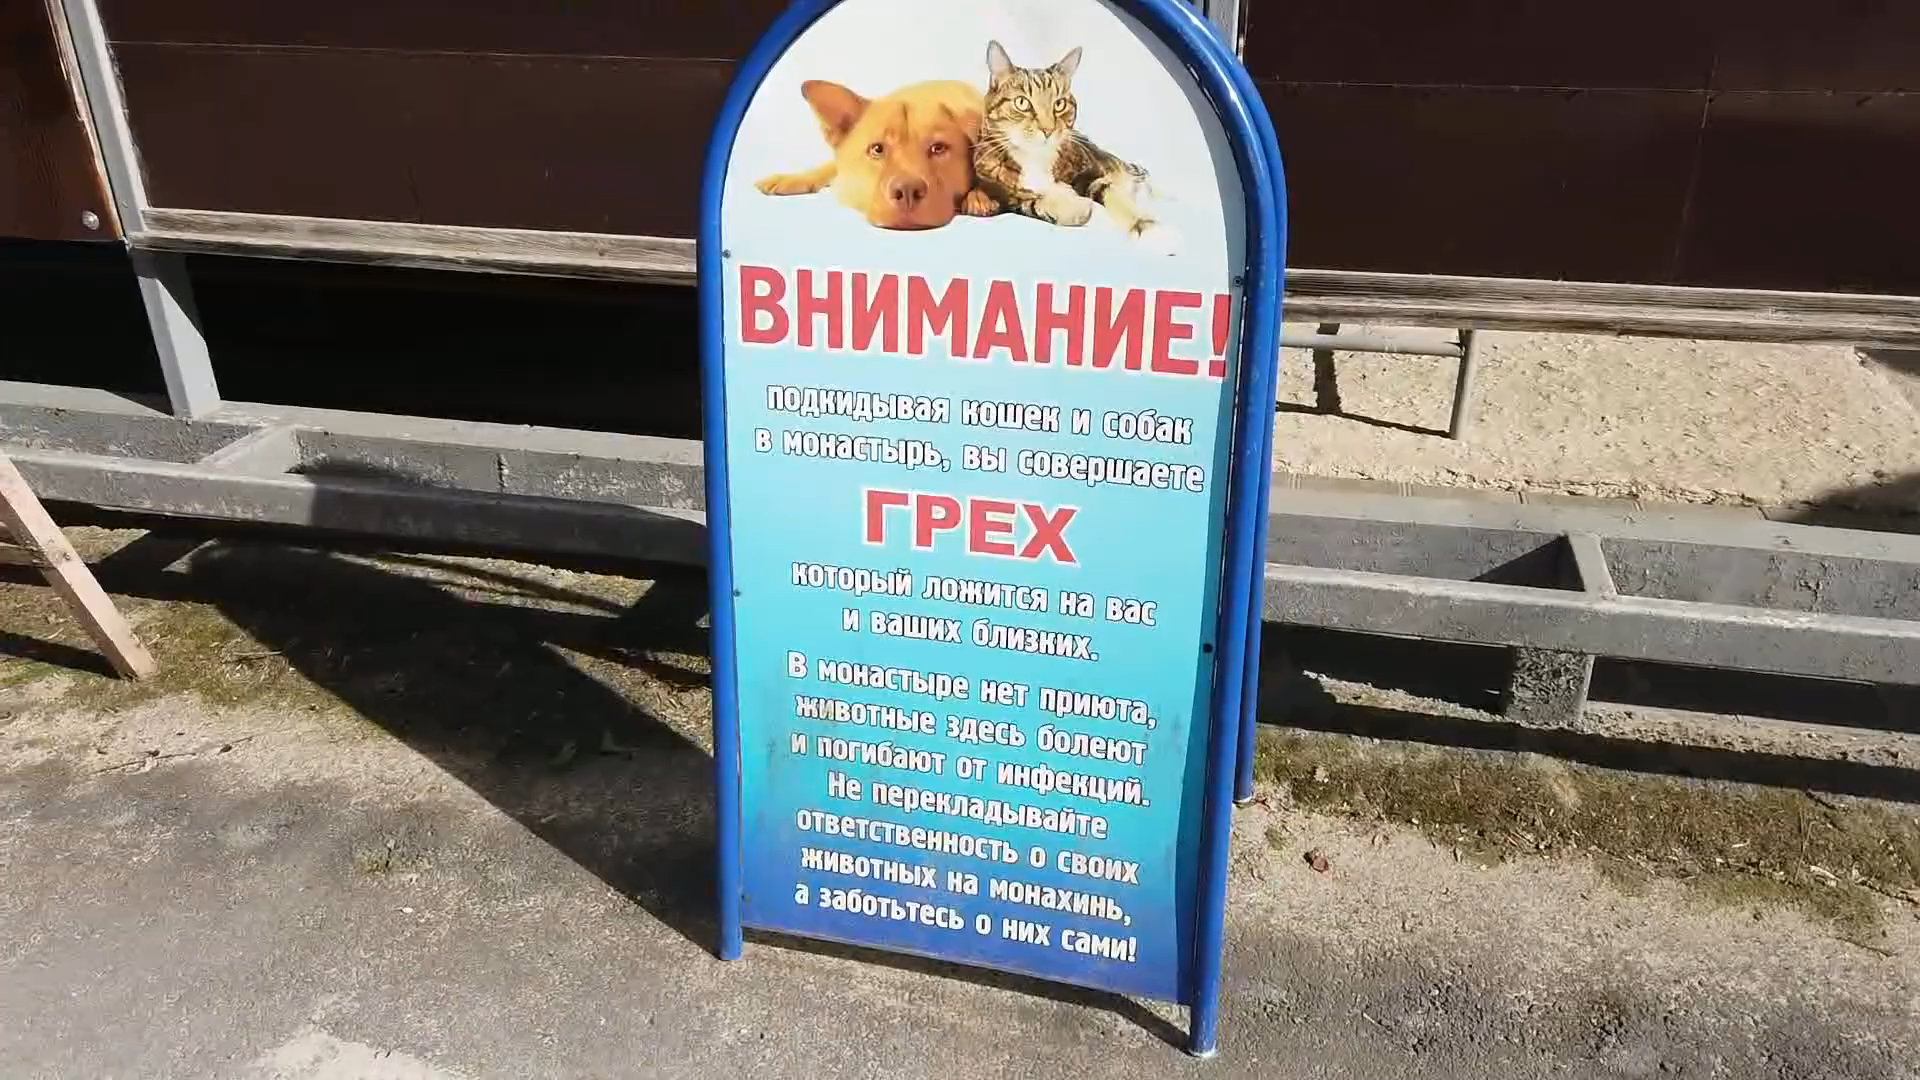 ВНИМАНИЕ!
подкидывая кошек и собак
в монастырь, вы совершаете
ГРЕХ
который ложится на вас
и ваших близких.
В монастыре нет приюта,
животные здесь болеют
и погибают от инфекций.
Не перекладывайте
ответственность о своих
животных на монахинь,
а заботьтесь о них сами!